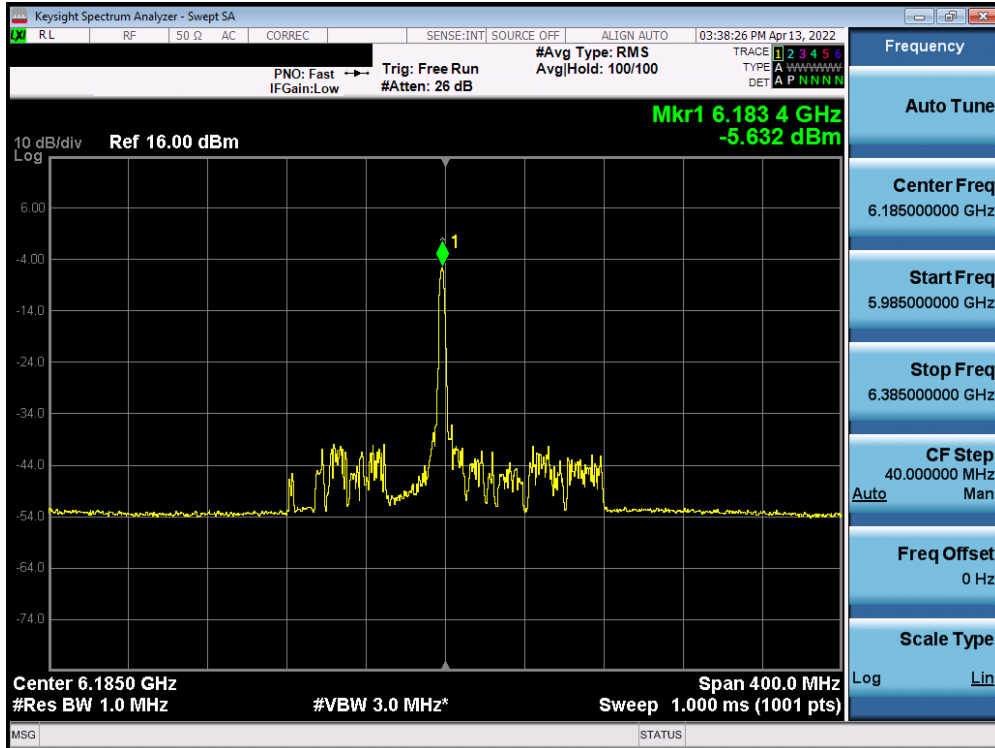 Keysight Spectrum Analyzer - Swept SA
LXI RL RF 50 Ω AC CORREC SENSE:INT SOURCE OFF ALIGN AUTO 03:38:26 PM Apr 13, 2022
Frequency
#Avg Type: RMS TRACE 1 2 3 4 5 6
PNO: Fast Trig: Free Run Avg|Hold: 100/100 TYPE A WWWWW
IFGain:Low #Atten: 26 dB DET A P N N N N
Auto Tune
Mkr1 6.183 4 GHz
-5.632 dBm
10 dB/div Ref 16.00 dBm
Log
6.00
-4.00
-14.0
-24.0
-34.0
-44.0
-54.0
-64.0
-74.0
1
Center 6.1850 GHz Span 400.0 MHz
#Res BW 1.0 MHz #VBW 3.0 MHz* Sweep 1.000 ms (1001 pts)
Center Freq
6.185000000 GHz
Start Freq
5.985000000 GHz
Stop Freq
6.385000000 GHz
CF Step
40.000000 MHz
Auto Man
Freq Offset
0 Hz
Scale Type
Log Lin
MSG STATUS